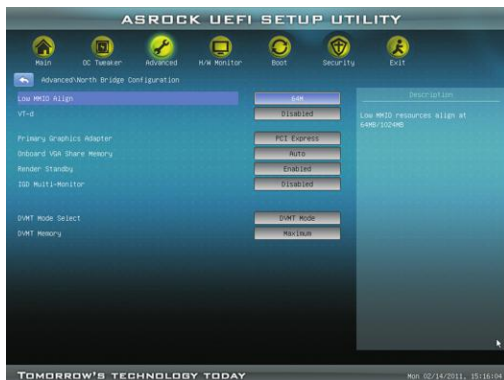 ASROCK UEFI SETUP UTILITY
Main OC Tweaker Advanced H/W Monitor Boot Security Exit
Advanced\North Bridge Configuration
Description
Low MMIO Align 64M
VT-d Disabled
Low MMIO resources align at
64MB/1024MB
Primary Graphics Adapter PCI Express
Onboard VGA Share Memory Auto
Render Standby Enabled
IGD Multi-Monitor Disabled
DVMT Mode Select DVMT Mode
DVMT Memory Maximum
TOMORROW'S TECHNOLOGY TODAY
Mon 02/14/2011, 15:16:04